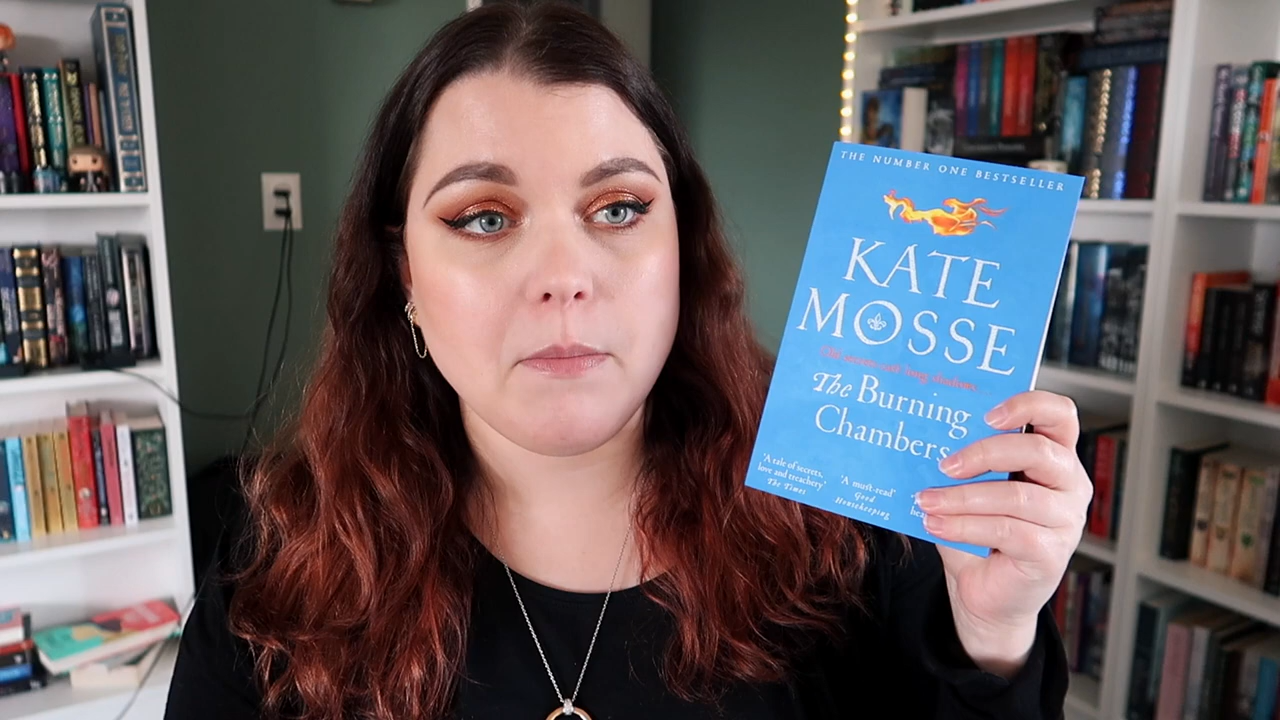 THE NUMBER ONE BESTSELLER
KATE
MOSSE
The Burning
Chambers
'A tale of secrets,
love and treachery'
The Times
'A must-read'
Good
Housekeeping